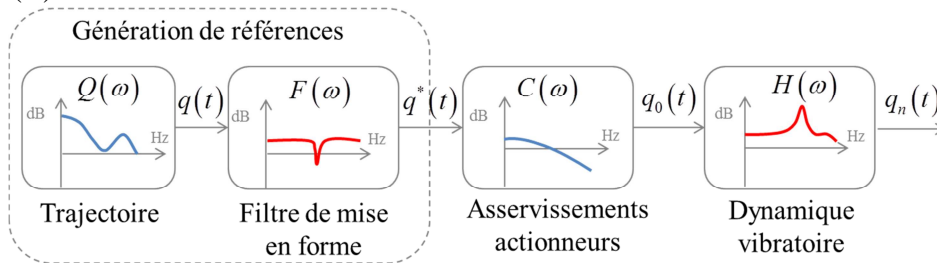 Génération de références
Q(ω)
dB
Hz
Trajectoire
q(t)
F(ω)
dB
Hz
Filtre de mise
en forme
q*(t)
C(ω)
dB
Hz
Asservissements
actionneurs
q₀(t)
H(ω)
dB
Hz
Dynamique
vibratoire
qₙ(t)